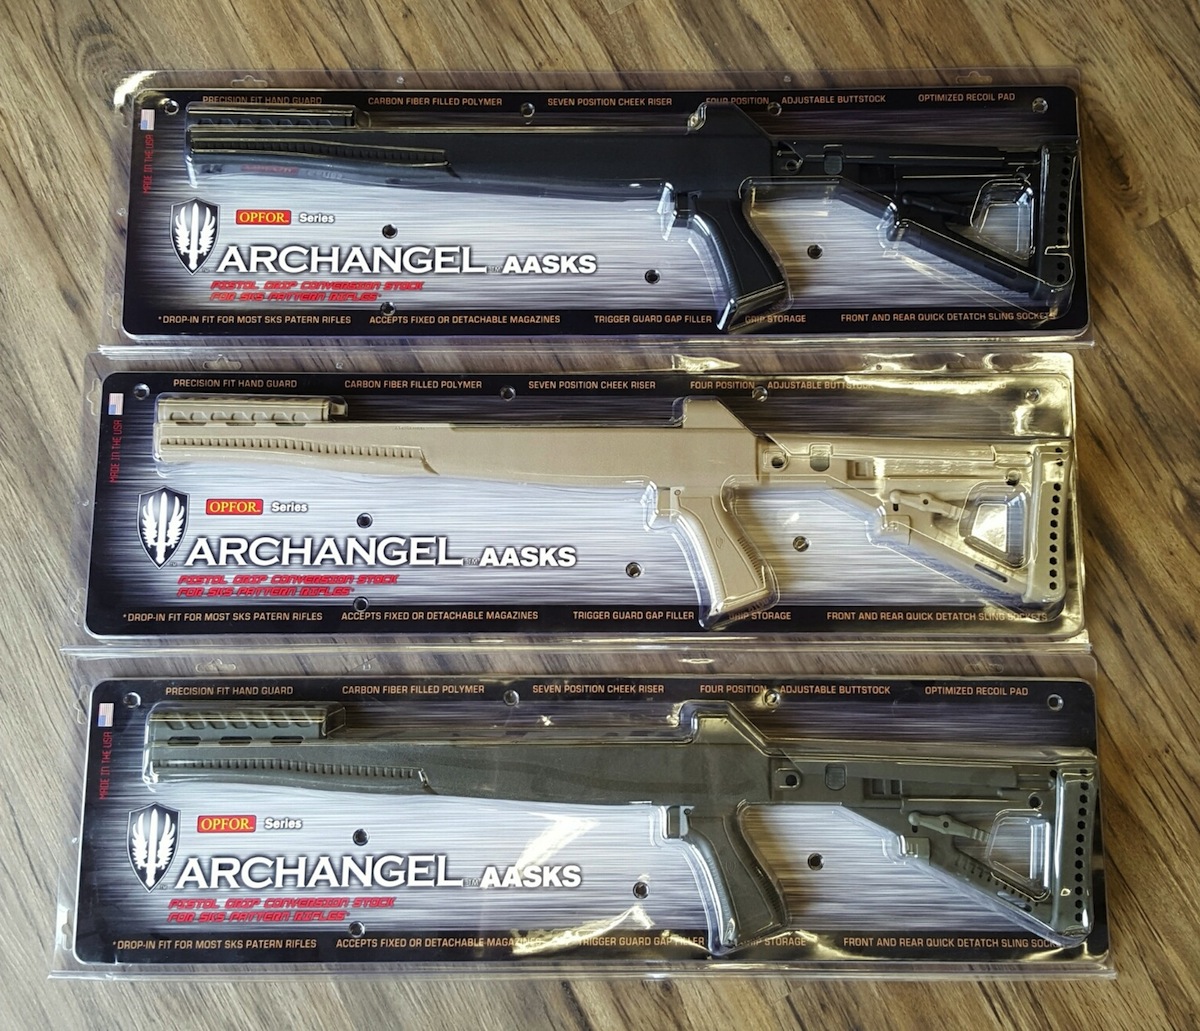 PRECISION FIT HAND GUARD CARBON FIBER FILLED POLYMER SEVEN POSITION CHEEK RISER FOUR POSITION ADJUSTABLE BUTTSTOCK OPTIMIZED RECOIL PAD
MADE IN THE USA
OPFOR Series
ARCHANGEL AASKS
PISTOL GRIP CONVERSION STOCK
FOR SKS PATTERN RIFLES*
*DROP-IN FIT FOR MOST SKS PATERN RIFLES ACCEPTS FIXED OR DETACHABLE MAGAZINES TRIGGER GUARD GAP FILLER GRIP STORAGE FRONT AND REAR QUICK DETATCH SLING SOCKETS
PRECISION FIT HAND GUARD CARBON FIBER FILLED POLYMER SEVEN POSITION CHEEK RISER FOUR POSITION ADJUSTABLE BUTTSTOCK
MADE IN THE USA
OPFOR Series
ARCHANGEL AASKS
PISTOL GRIP CONVERSION STOCK
FOR SKS PATTERN RIFLES*
*DROP-IN FIT FOR MOST SKS PATERN RIFLES ACCEPTS FIXED OR DETACHABLE MAGAZINES TRIGGER GUARD GAP FILLER GRIP STORAGE FRONT AND REAR QUICK DETATCH SLING SOCKETS
PRECISION FIT HAND GUARD CARBON FIBER FILLED POLYMER SEVEN POSITION CHEEK RISER FOUR POSITION ADJUSTABLE BUTTSTOCK OPTIMIZED RECOIL PAD
MADE IN THE USA
OPFOR Series
ARCHANGEL AASKS
PISTOL GRIP CONVERSION STOCK
FOR SKS PATTERN RIFLES*
*DROP-IN FIT FOR MOST SKS PATERN RIFLES ACCEPTS FIXED OR DETACHABLE MAGAZINES TRIGGER GUARD GAP FILLER GRIP STORAGE FRONT AND REAR QUICK DETATCH SLING